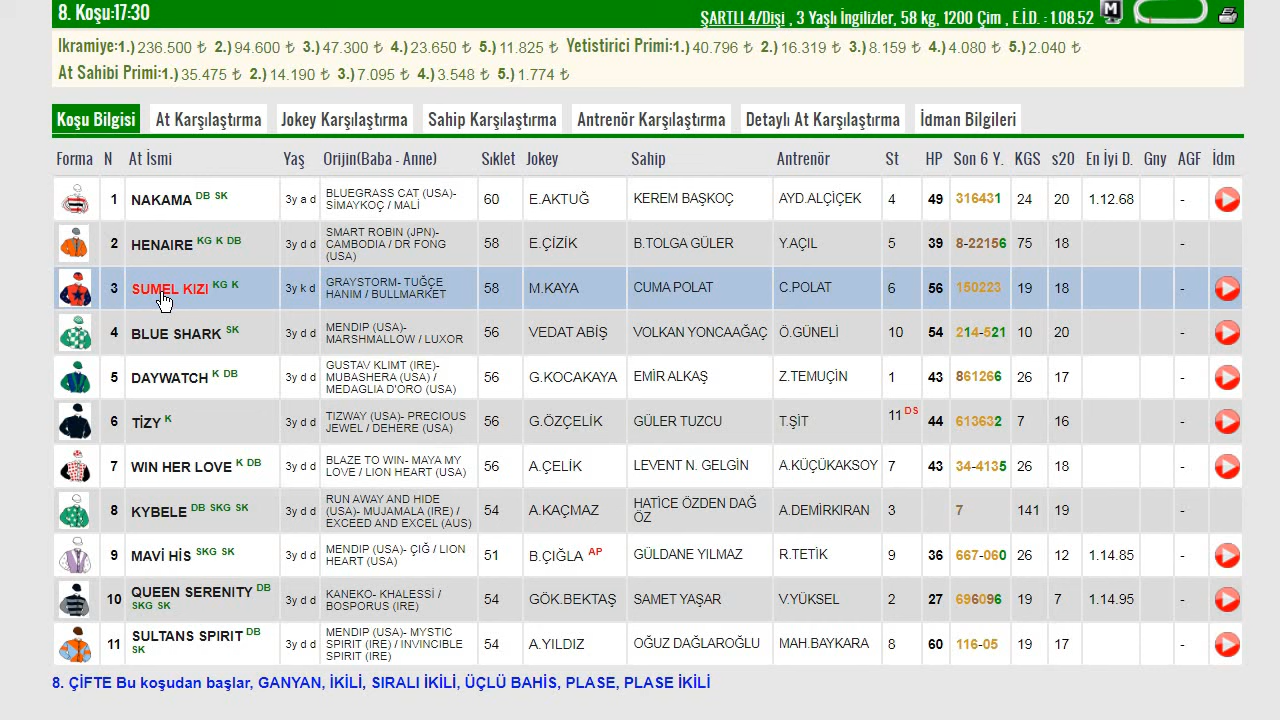 8. Koşu:17:30
ŞARTLI 4/Dişi , 3 Yaşlı İngilizler, 58 kg, 1200 Çim , E.İ.D. : 1.08.52 M
Ikramiye:1.) 236.500 ₺ 2.) 94.600 ₺ 3.) 47.300 ₺ 4.) 23.650 ₺ 5.) 11.825 ₺ Yetistirici Primi:1.) 40.796 ₺ 2.) 16.319 ₺ 3.) 8.159 ₺ 4.) 4.080 ₺ 5.) 2.040 ₺
At Sahibi Primi:1.) 35.475 ₺ 2.) 14.190 ₺ 3.) 7.095 ₺ 4.) 3.548 ₺ 5.) 1.774 ₺
Koşu Bilgisi At Karşılaştırma Jokey Karşılaştırma Sahip Karşılaştırma Antrenör Karşılaştırma Detaylı At Karşılaştırma İdman Bilgileri
Forma N At İsmi Yaş Orijin(Baba - Anne) Sıklet Jokey Sahip Antrenör St HP Son 6 Y. KGS s20 En İyi D. Gny AGF İdm
1 NAKAMA DB SK 3y a d BLUEGRASS CAT (USA)- SİMAYKOÇ / MALİ 60 E.AKTUĞ KEREM BAŞKOÇ AYD.ALÇİÇEK 4 49 316431 24 20 1.12.68 -
2 HENAIRE KG K DB 3y d d SMART ROBIN (JPN)- CAMBODIA / DR FONG (USA) 58 E.ÇİZİK B.TOLGA GÜLER Y.AÇIL 5 39 8-22156 75 18 -
3 SUMEL KIZI KG K 3y k d GRAYSTORM- TUĞÇE HANIM / BULLMARKET 58 M.KAYA CUMA POLAT C.POLAT 6 56 150223 19 18 -
4 BLUE SHARK SK 3y d d MENDIP (USA)- MARSHMALLOW / LUXOR 56 VEDAT ABİŞ VOLKAN YONCAAĞAÇ Ö.GÜNELİ 10 54 214-521 10 20 -
5 DAYWATCH K DB 3y d d GUSTAV KLIMT (IRE)- MUBASHERA (USA) / MEDAGLIA D'ORO (USA) 56 G.KOCAKAYA EMİR ALKAŞ Z.TEMUÇİN 1 43 861266 26 17 -
6 TİZY K 3y d d TIZWAY (USA)- PRECIOUS JEWEL / DEHERE (USA) 56 G.ÖZÇELİK GÜLER TUZCU T.ŞİT 11 DS 44 613632 7 16 -
7 WIN HER LOVE K DB 3y d d BLAZE TO WIN- MAYA MY LOVE / LION HEART (USA) 56 A.ÇELİK LEVENT N. GELGİN A.KÜÇÜKAKSOY 7 43 34-4135 26 18 -
8 KYBELE DB SKG SK 3y d d RUN AWAY AND HIDE (USA)- MUJAMALA (IRE) / EXCEED AND EXCEL (AUS) 54 A.KAÇMAZ HATİCE ÖZDEN DAĞ ÖZ A.DEMİRKIRAN 3 7 141 19 -
9 MAVİ HİS SKG SK 3y d d MENDIP (USA)- ÇIĞ / LION HEART (USA) 51 B.ÇIĞLA AP GÜLDANE YILMAZ R.TETİK 9 36 667-060 26 12 1.14.85 -
10 QUEEN SERENITY DB SKG SK 3y d d KANEKO- KHALESSİ / BOSPORUS (IRE) 54 GÖK.BEKTAŞ SAMET YAŞAR V.YÜKSEL 2 27 696096 19 7 1.14.95 -
11 SULTANS SPIRIT DB SK 3y d d MENDIP (USA)- MYSTIC SPIRIT (IRE) / INVINCIBLE SPIRIT (IRE) 54 A.YILDIZ OĞUZ DAĞLAROĞLU MAH.BAYKARA 8 60 116-05 19 17 -
8. ÇİFTE Bu koşudan başlar, GANYAN, İKİLİ, SIRALI İKİLİ, ÜÇLÜ BAHİS, PLASE, PLASE İKİLİ